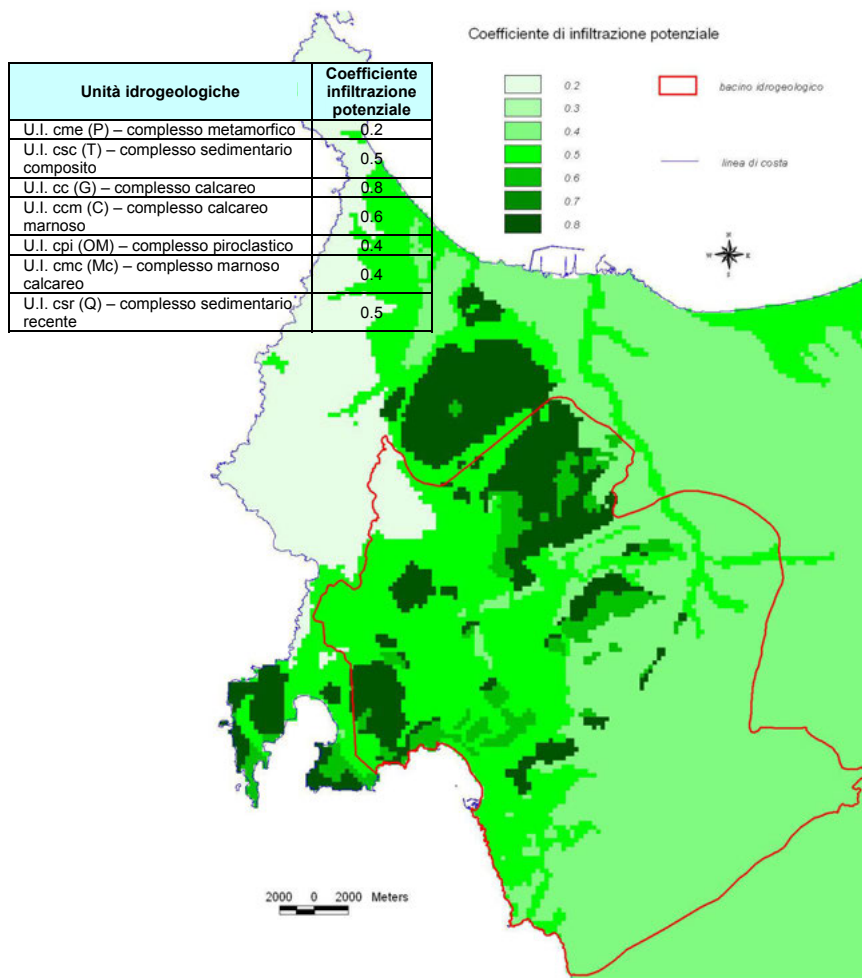 Coefficiente di infiltrazione potenziale
Unità idrogeologiche
Coefficiente
infiltrazione
potenziale
U.I. cme (P) – complesso metamorfico
0.2
U.I. csc (T) – complesso sedimentario
composito
0.5
U.I. cc (G) – complesso calcareo
0.8
U.I. ccm (C) – complesso calcareo
marnoso
0.6
U.I. cpi (OM) – complesso piroclastico
0.4
U.I. cmc (Mc) – complesso marnoso
calcareo
0.4
U.I. csr (Q) – complesso sedimentario
recente
0.5
0.2
0.3
0.4
0.5
0.6
0.7
0.8
bacino idrogeologico
linea di costa
N
W
E
S
2000 0 2000 Meters